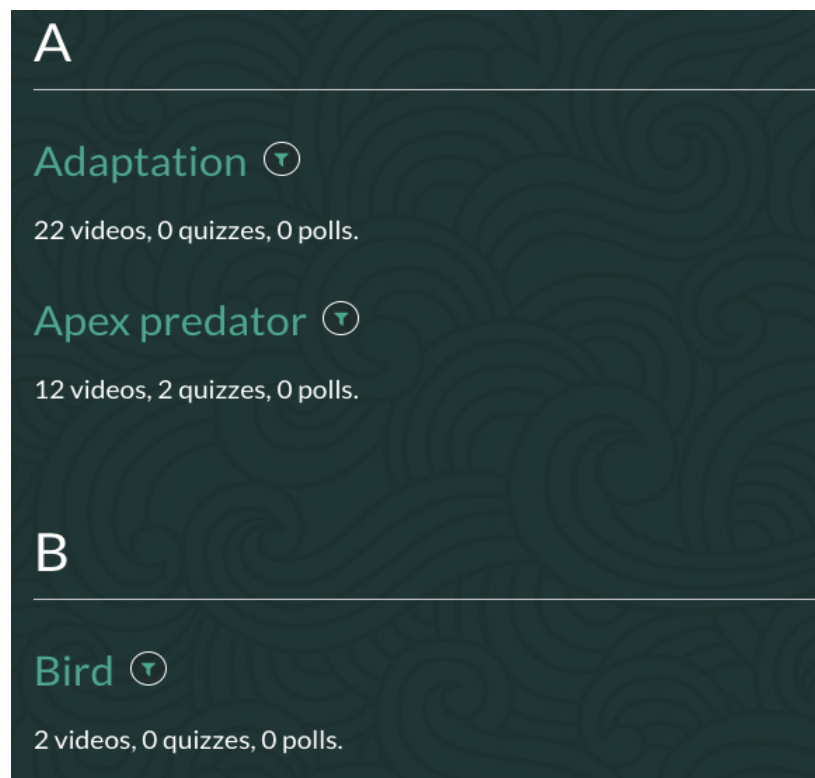 A
Adaptation
22 videos, 0 quizzes, 0 polls.
Apex predator
12 videos, 2 quizzes, 0 polls.
B
Bird
2 videos, 0 quizzes, 0 polls.